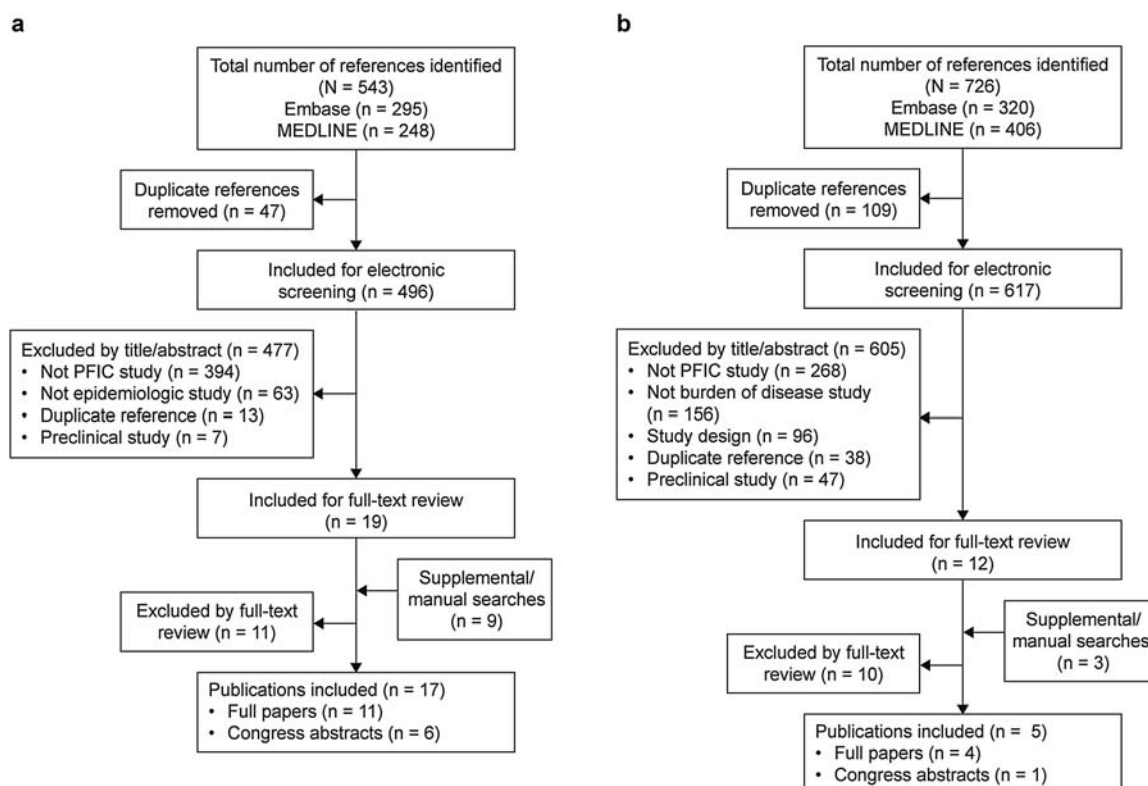 a
Total number of references identified
(N = 543)
Embase (n = 295)
MEDLINE (n = 248)
Duplicate references
removed (n = 47)
Included for electronic
screening (n = 496)
Excluded by title/abstract (n = 477)
• Not PFIC study (n = 394)
• Not epidemiologic study (n = 63)
• Duplicate reference (n = 13)
• Preclinical study (n = 7)
Included for full-text review
(n = 19)
Supplemental/
manual searches
(n = 9)
Excluded by full-text
review (n = 11)
Publications included (n = 17)
• Full papers (n = 11)
• Congress abstracts (n = 6)
b
Total number of references identified
(N = 726)
Embase (n = 320)
MEDLINE (n = 406)
Duplicate references
removed (n = 109)
Included for electronic
screening (n = 617)
Excluded by title/abstract (n = 605)
• Not PFIC study (n = 268)
• Not burden of disease study
(n = 156)
• Study design (n = 96)
• Duplicate reference (n = 38)
• Preclinical study (n = 47)
Included for full-text review
(n = 12)
Supplemental/
manual searches
(n = 3)
Excluded by full-text
review (n = 10)
Publications included (n = 5)
• Full papers (n = 4)
• Congress abstracts (n = 1)